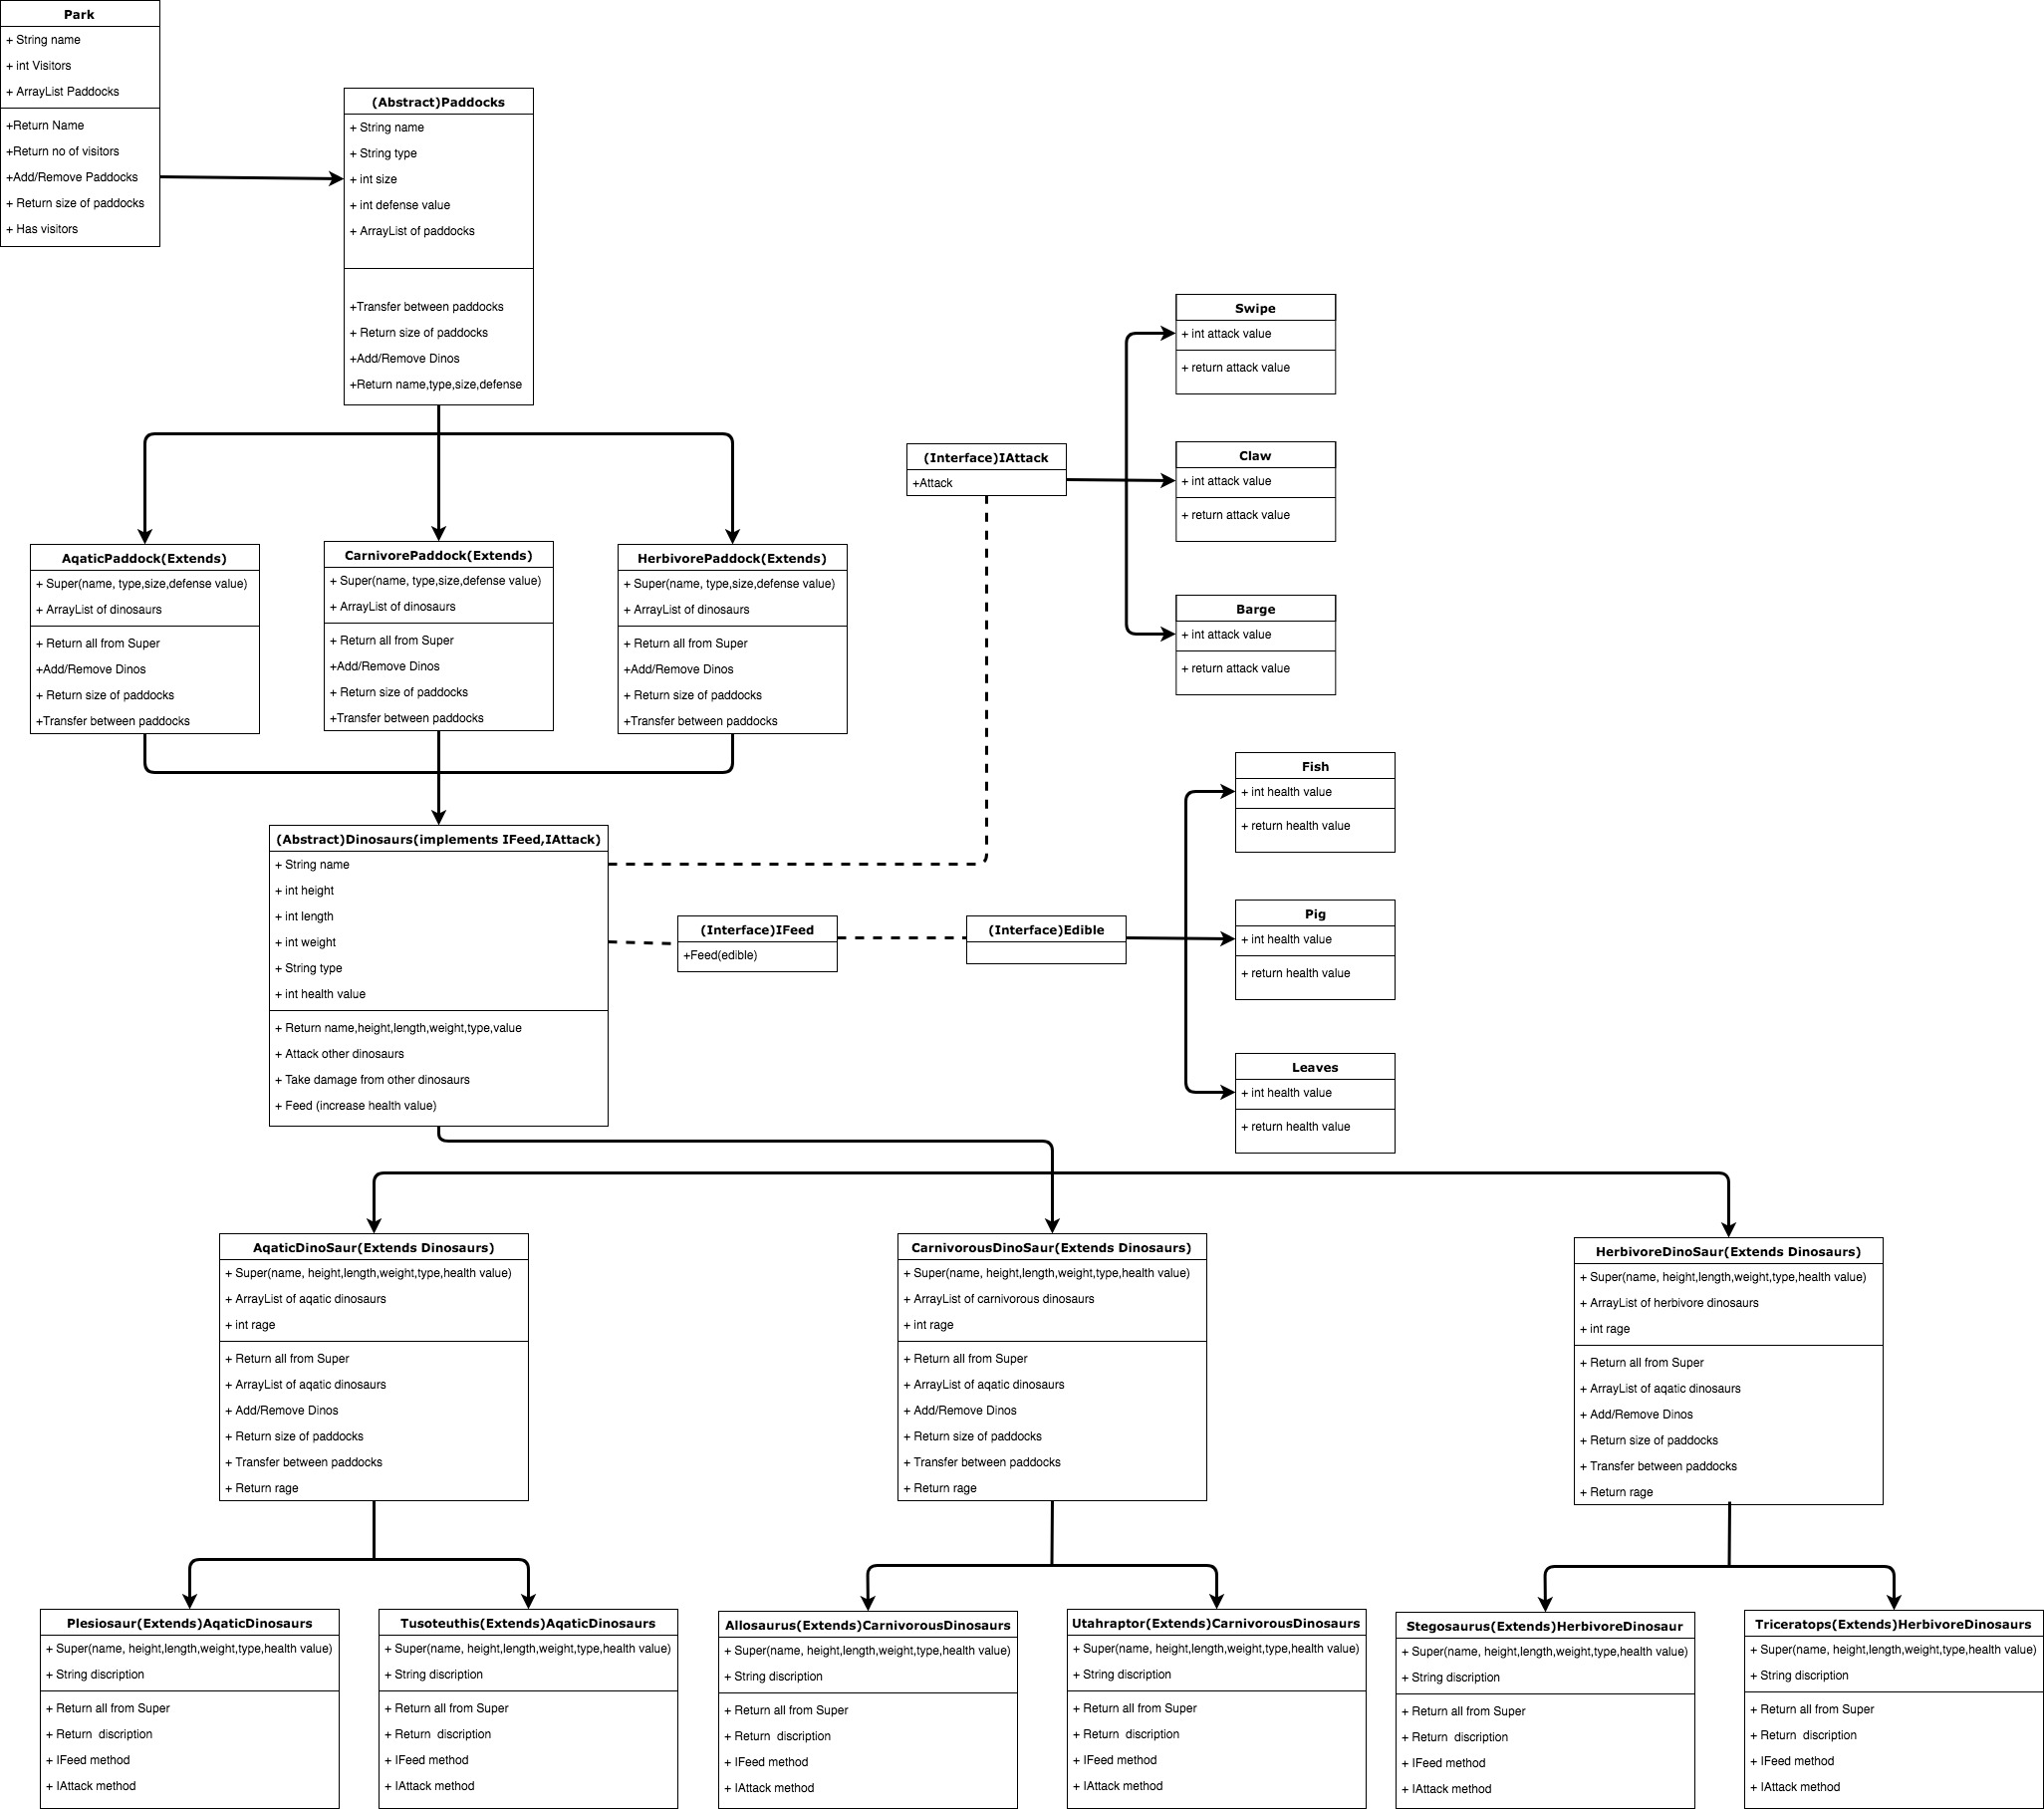 Park
+ String name
+ int Visitors
+ ArrayList Paddocks
+Return Name
+Return no of visitors
+Add/Remove Paddocks
+ Return size of paddocks
+ Has visitors
(Abstract)Paddocks
+ String name
+ String type
+ int size
+ int defense value
+ ArrayList of paddocks
+Transfer between paddocks
+ Return size of paddocks
+Add/Remove Dinos
+Return name,type,size,defense
Swipe
+ int attack value
+ return attack value
(Interface)IAttack
+Attack
Claw
+ int attack value
+ return attack value
Barge
+ int attack value
+ return attack value
AqaticPaddock(Extends)
+ Super(name, type,size,defense value)
+ ArrayList of dinosaurs
+ Return all from Super
+Add/Remove Dinos
+ Return size of paddocks
+Transfer between paddocks
CarnivorePaddock(Extends)
+ Super(name, type,size,defense value)
+ ArrayList of dinosaurs
+ Return all from Super
+Add/Remove Dinos
+ Return size of paddocks
+Transfer between paddocks
HerbivorePaddock(Extends)
+ Super(name, type,size,defense value)
+ ArrayList of dinosaurs
+ Return all from Super
+Add/Remove Dinos
+ Return size of paddocks
+Transfer between paddocks
(Abstract)Dinosaurs(implements IFeed,IAttack)
+ String name
+ int height
+ int length
+ int weight
+ String type
+ int health value
+ Return name,height,length,weight,type,value
+ Attack other dinosaurs
+ Take damage from other dinosaurs
+ Feed (increase health value)
(Interface)IFeed
+Feed(edible)
(Interface)Edible
Fish
+ int health value
+ return health value
Pig
+ int health value
+ return health value
Leaves
+ int health value
+ return health value
AqaticDinoSaur(Extends Dinosaurs)
+ Super(name, height,length,weight,type,health value)
+ ArrayList of aqatic dinosaurs
+ int rage
+ Return all from Super
+ ArrayList of aqatic dinosaurs
+ Add/Remove Dinos
+ Return size of paddocks
+ Transfer between paddocks
+ Return rage
CarnivorousDinoSaur(Extends Dinosaurs)
+ Super(name, height,length,weight,type,health value)
+ ArrayList of carnivorous dinosaurs
+ int rage
+ Return all from Super
+ ArrayList of aqatic dinosaurs
+ Add/Remove Dinos
+ Return size of paddocks
+ Transfer between paddocks
+ Return rage
HerbivoreDinoSaur(Extends Dinosaurs)
+ Super(name, height,length,weight,type,health value)
+ ArrayList of herbivore dinosaurs
+ int rage
+ Return all from Super
+ ArrayList of aqatic dinosaurs
+ Add/Remove Dinos
+ Return size of paddocks
+ Transfer between paddocks
+ Return rage
Plesiosaur(Extends)AqaticDinosaurs
+ Super(name, height,length,weight,type,health value)
+ String discription
+ Return all from Super
+ Return  discription
+ IFeed method
+ IAttack method
Tusoteuthis(Extends)AqaticDinosaurs
+ Super(name, height,length,weight,type,health value)
+ String discription
+ Return all from Super
+ Return  discription
+ IFeed method
+ IAttack method
Allosaurus(Extends)CarnivorousDinosaurs
+ Super(name, height,length,weight,type,health value)
+ String discription
+ Return all from Super
+ Return  discription
+ IFeed method
+ IAttack method
Utahraptor(Extends)CarnivorousDinosaurs
+ Super(name, height,length,weight,type,health value)
+ String discription
+ Return all from Super
+ Return  discription
+ IFeed method
+ IAttack method
Stegosaurus(Extends)HerbivoreDinosaur
+ Super(name, height,length,weight,type,health value)
+ String discription
+ Return all from Super
+ Return  discription
+ IFeed method
+ IAttack method
Triceratops(Extends)HerbivoreDinosaurs
+ Super(name, height,length,weight,type,health value)
+ String discription
+ Return all from Super
+ Return  discription
+ IFeed method
+ IAttack method